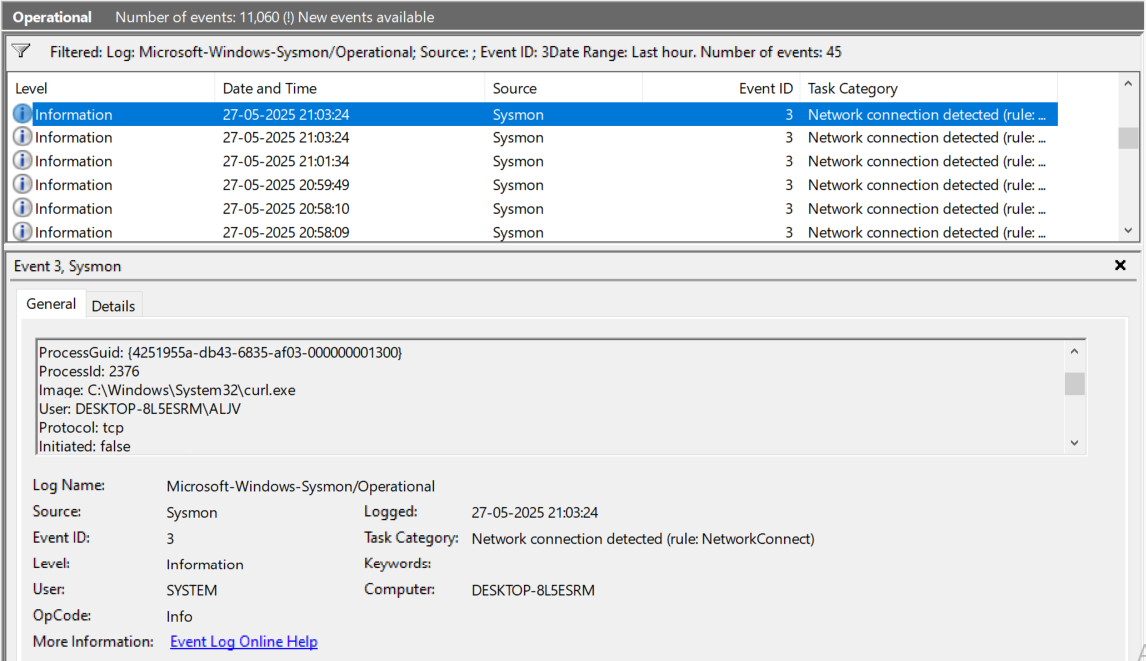 Operational Number of events: 11,060 (!) New events available
Filtered: Log: Microsoft-Windows-Sysmon/Operational; Source: ; Event ID: 3Date Range: Last hour. Number of events: 45
Level Date and Time Source Event ID Task Category
Information 27-05-2025 21:03:24 Sysmon 3 Network connection detected (rule: ...
Information 27-05-2025 21:03:24 Sysmon 3 Network connection detected (rule: ...
Information 27-05-2025 21:01:34 Sysmon 3 Network connection detected (rule: ...
Information 27-05-2025 20:59:49 Sysmon 3 Network connection detected (rule: ...
Information 27-05-2025 20:58:10 Sysmon 3 Network connection detected (rule: ...
Information 27-05-2025 20:58:09 Sysmon 3 Network connection detected (rule: ...
Event 3, Sysmon
General Details
ProcessGuid: {4251955a-db43-6835-af03-000000001300}
ProcessId: 2376
Image: C:\Windows\System32\curl.exe
User: DESKTOP-8L5ESRM\ALJV
Protocol: tcp
Initiated: false
Log Name: Microsoft-Windows-Sysmon/Operational
Source: Sysmon Logged: 27-05-2025 21:03:24
Event ID: 3 Task Category: Network connection detected (rule: NetworkConnect)
Level: Information Keywords:
User: SYSTEM Computer: DESKTOP-8L5ESRM
OpCode: Info
More Information: Event Log Online Help